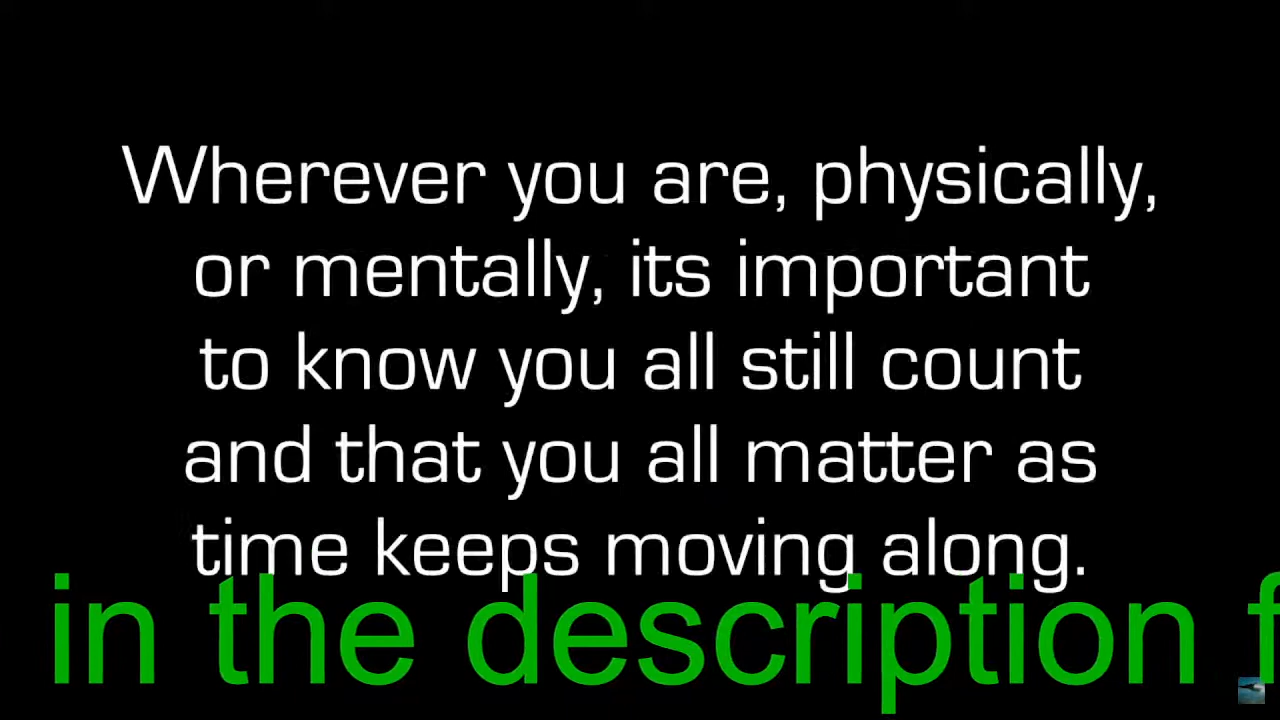 Wherever you are, physically,
or mentally, its important
to know you all still count
and that you all matter as
time keeps moving along.
in the description